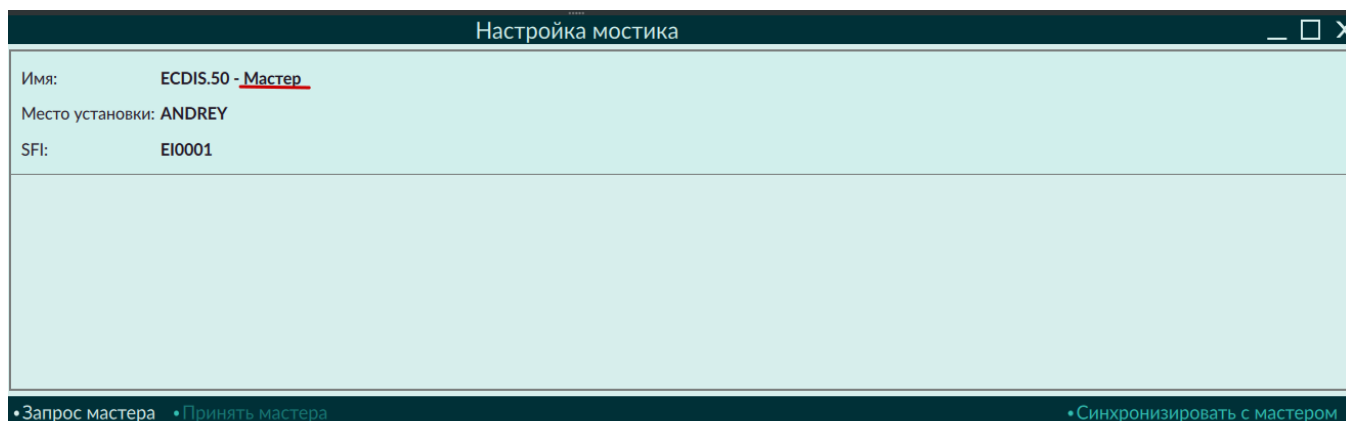 Настройка мостика
Имя: ECDIS.50 - Мастер
Место установки: ANDREY
SFI: EI0001
•Запрос мастера •Принять мастера •Синхронизировать с мастером